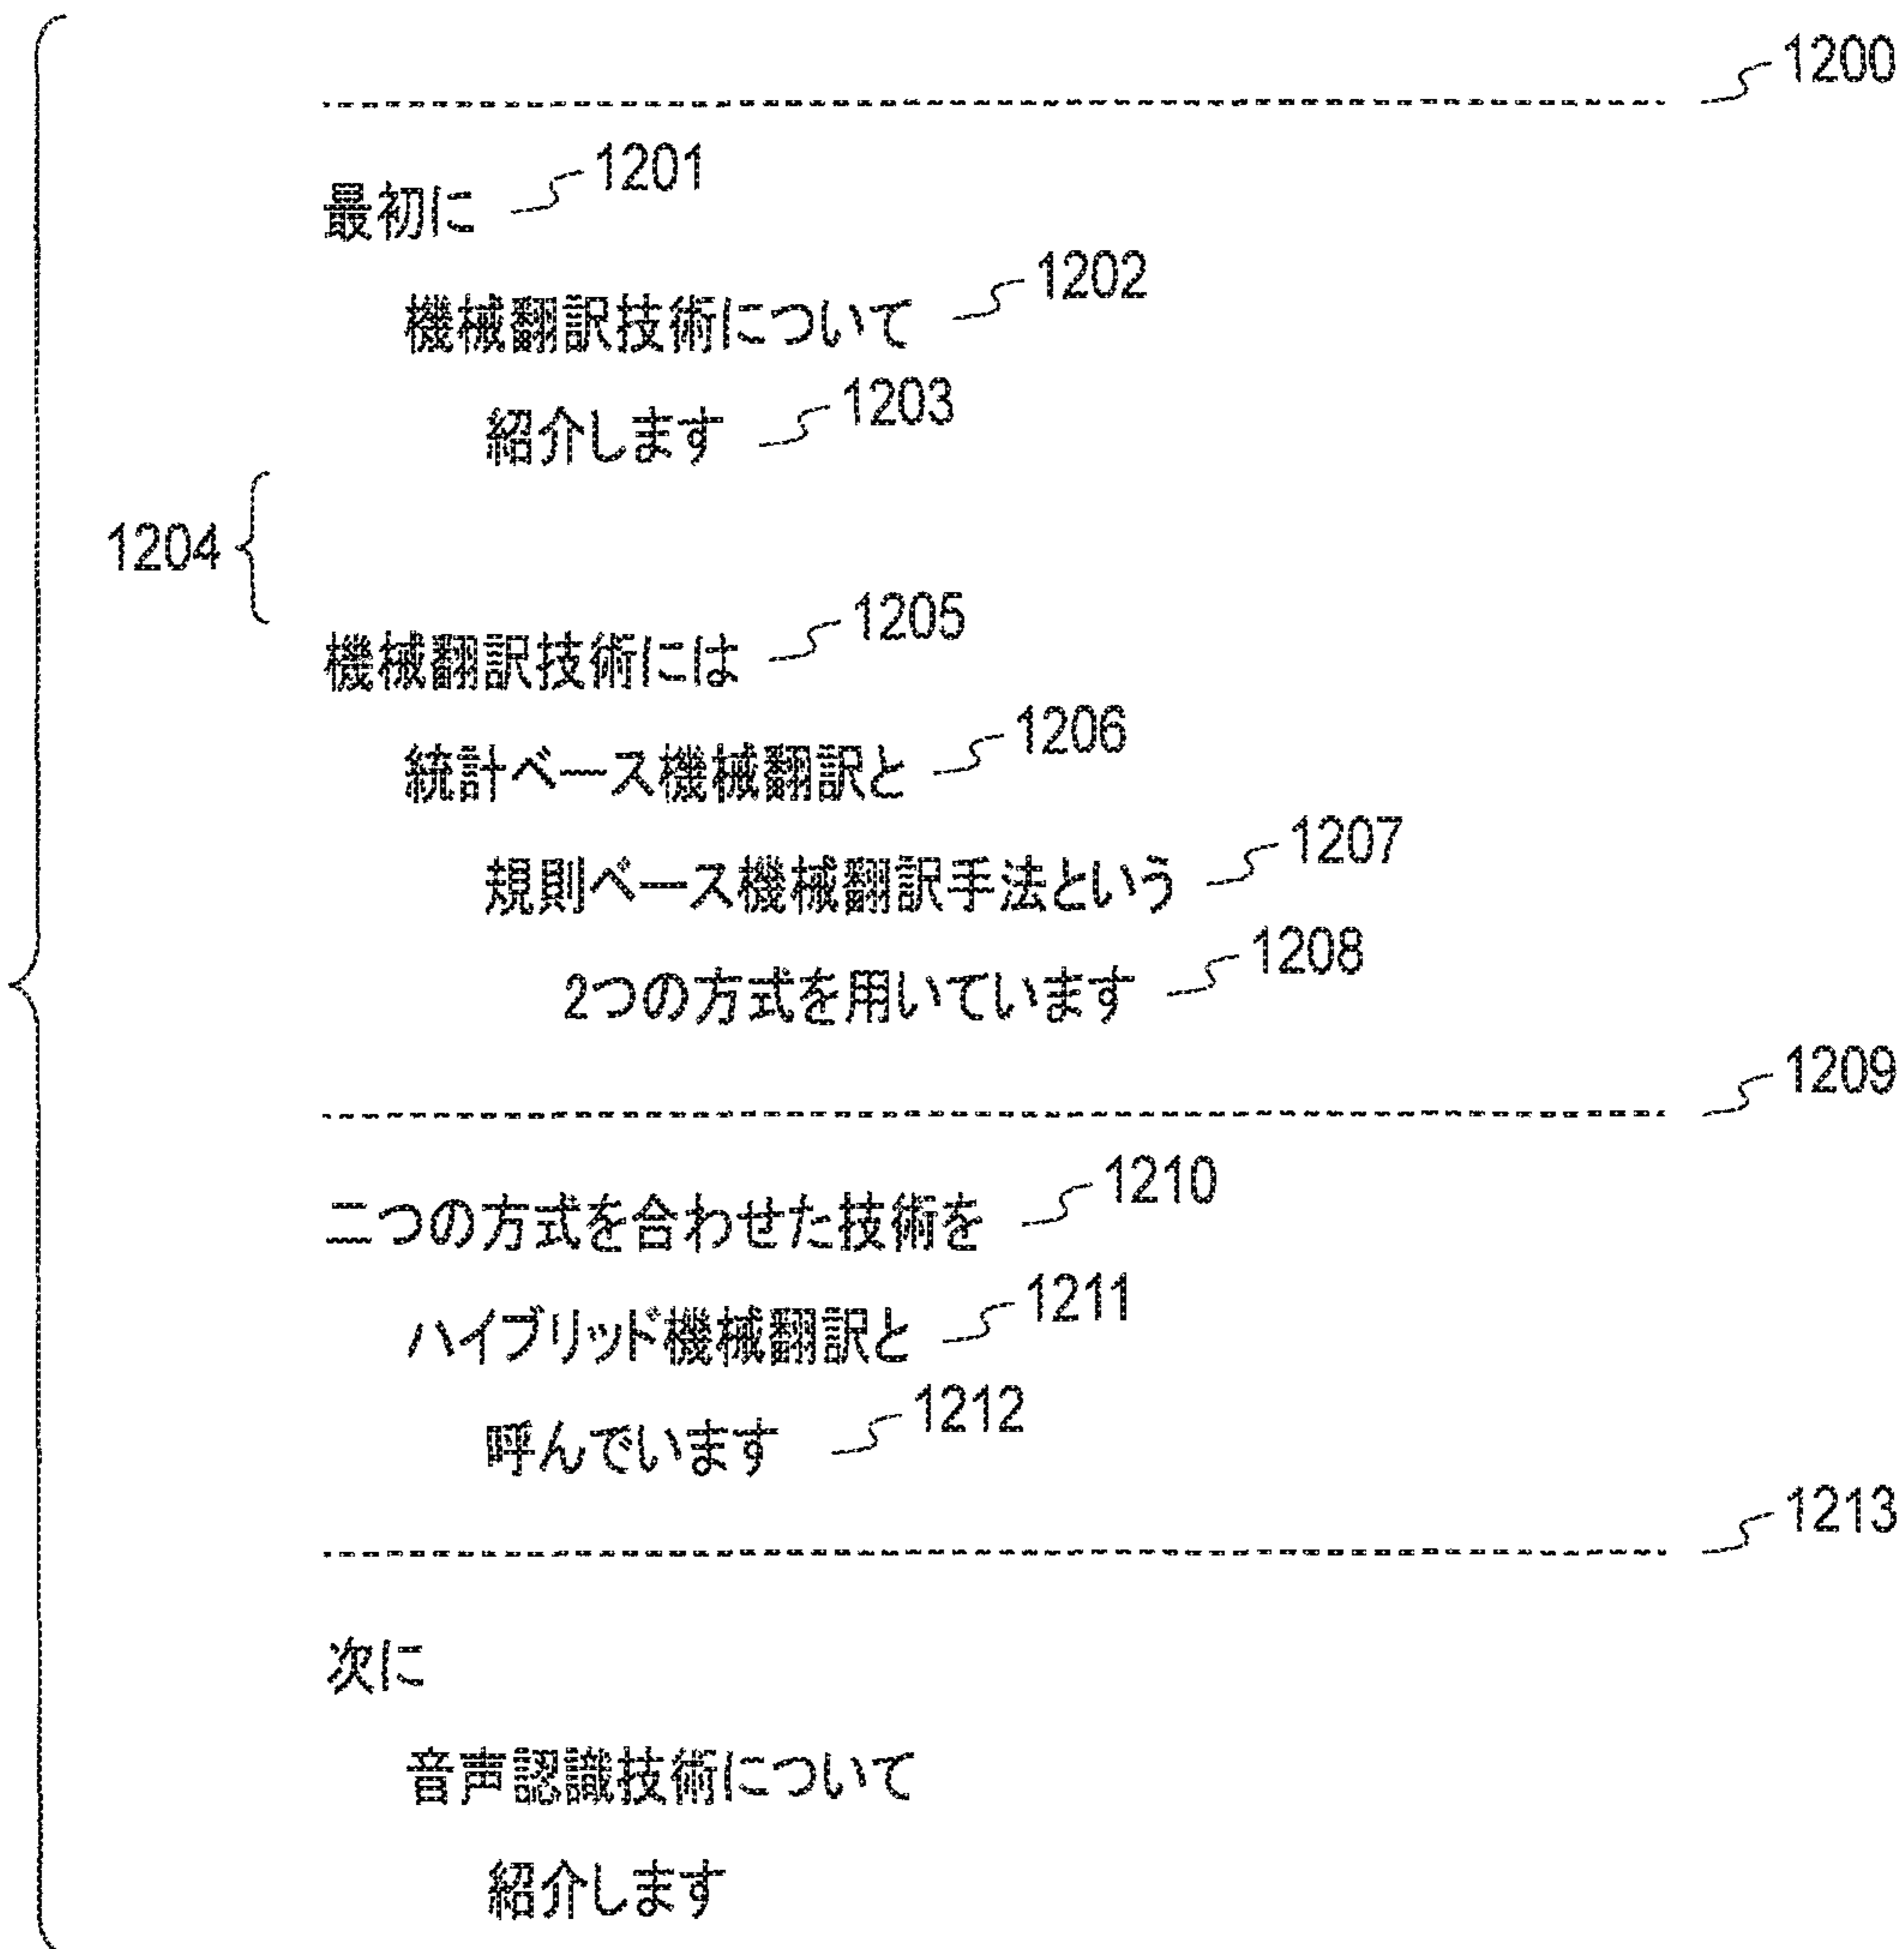 1200
最初に 1201
機械翻訳技術について 1202
紹介します 1203
1204
機械翻訳技術には 1205
統計ベース機械翻訳と 1206
規則ベース機械翻訳手法という 1207
2つの方式を用いています 1208
1209
二つの方式を合わせた技術を 1210
ハイブリッド機械翻訳と 1211
呼んでいます 1212
1213
次に
音声認識技術について
紹介します